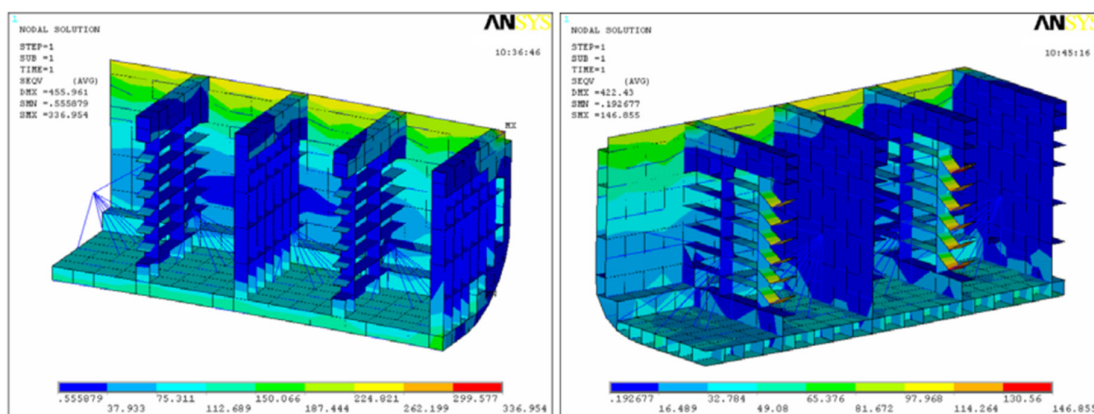 1
NODAL SOLUTION
STEP=1
SUB =1
TIME=1
SEQV (AVG)
DMX=455.961
SMN=.555879
SMX=336.954
ANSYS
10:36:46
MX
.555879 75.311 150.066 224.821 299.577
37.933 112.689 187.444 262.199 336.954
1
NODAL SOLUTION
STEP=1
SUB =1
TIME=1
SEQV (AVG)
DMX=422.43
SMN=.192677
SMX=146.855
ANSYS
10:45:16
.192677 32.784 65.376 97.968 130.56
16.489 49.08 81.672 114.264 146.855